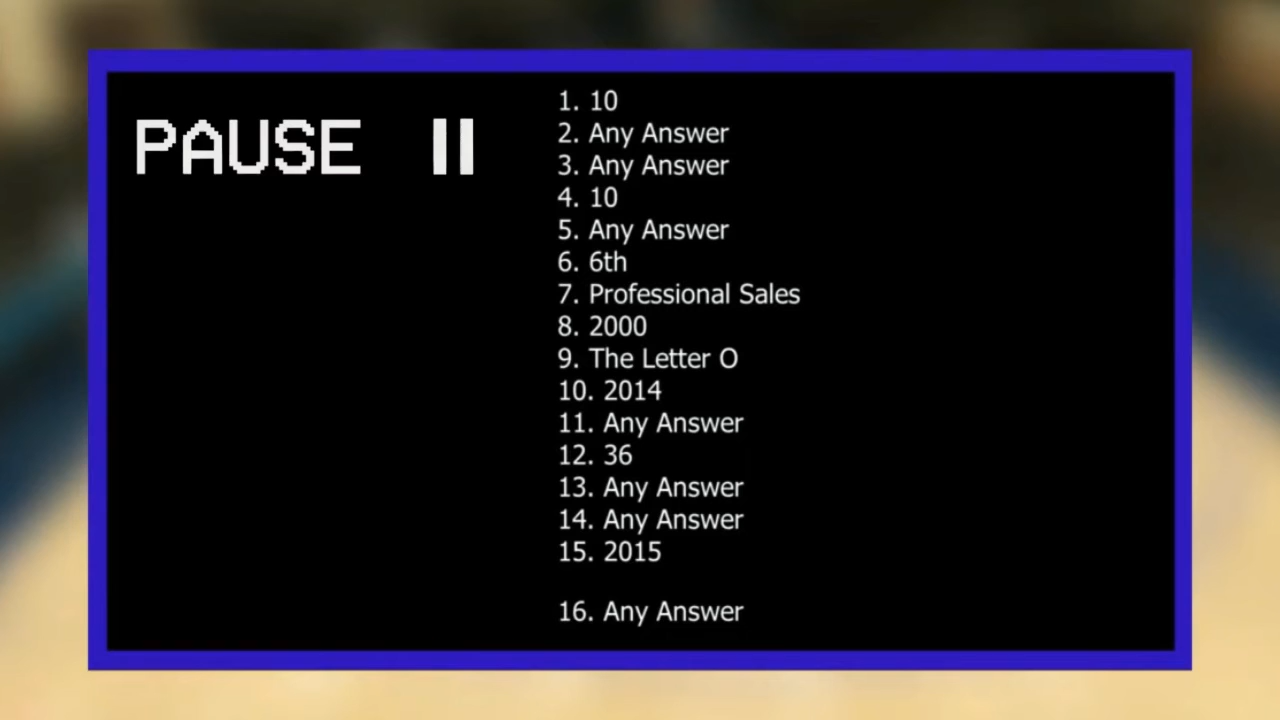 PAUSE
1. 10
2. Any Answer
3. Any Answer
4. 10
5. Any Answer
6. 6th
7. Professional Sales
8. 2000
9. The Letter O
10. 2014
11. Any Answer
12. 36
13. Any Answer
14. Any Answer
15. 2015
16. Any Answer